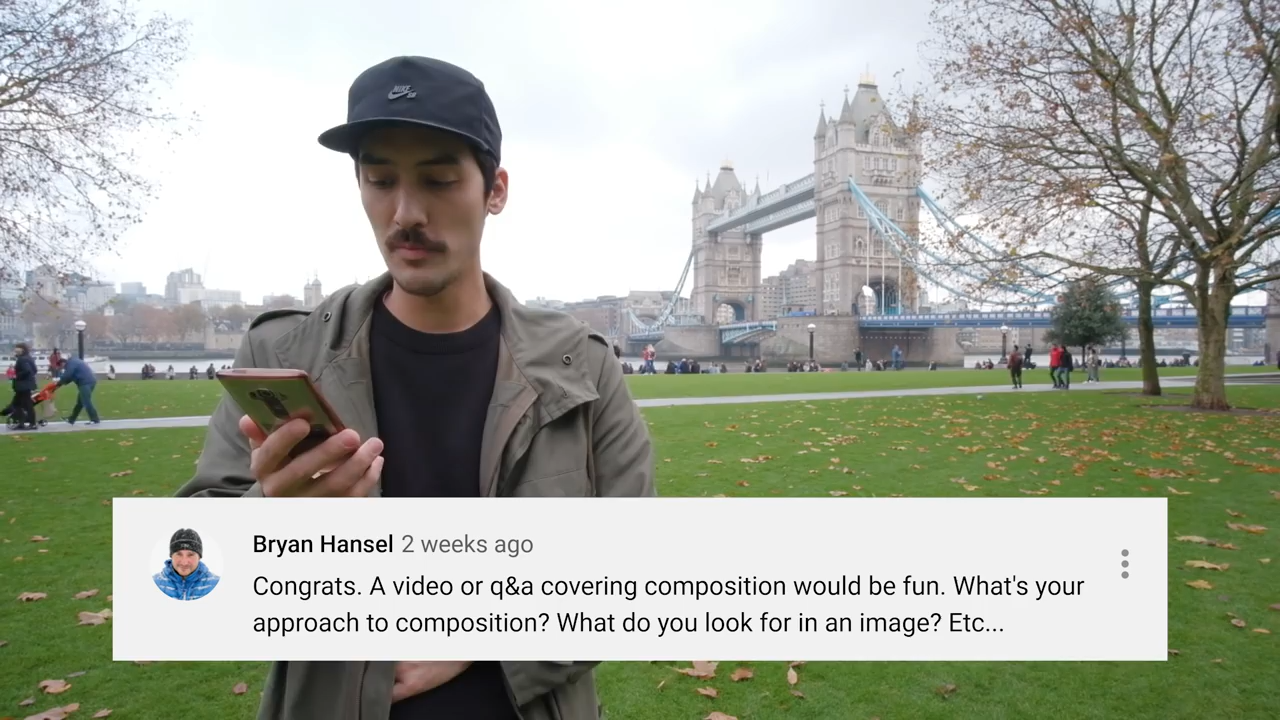 NIKE
SB
Bryan Hansel 2 weeks ago
Congrats. A video or q&a covering composition would be fun. What's your
approach to composition? What do you look for in an image? Etc...